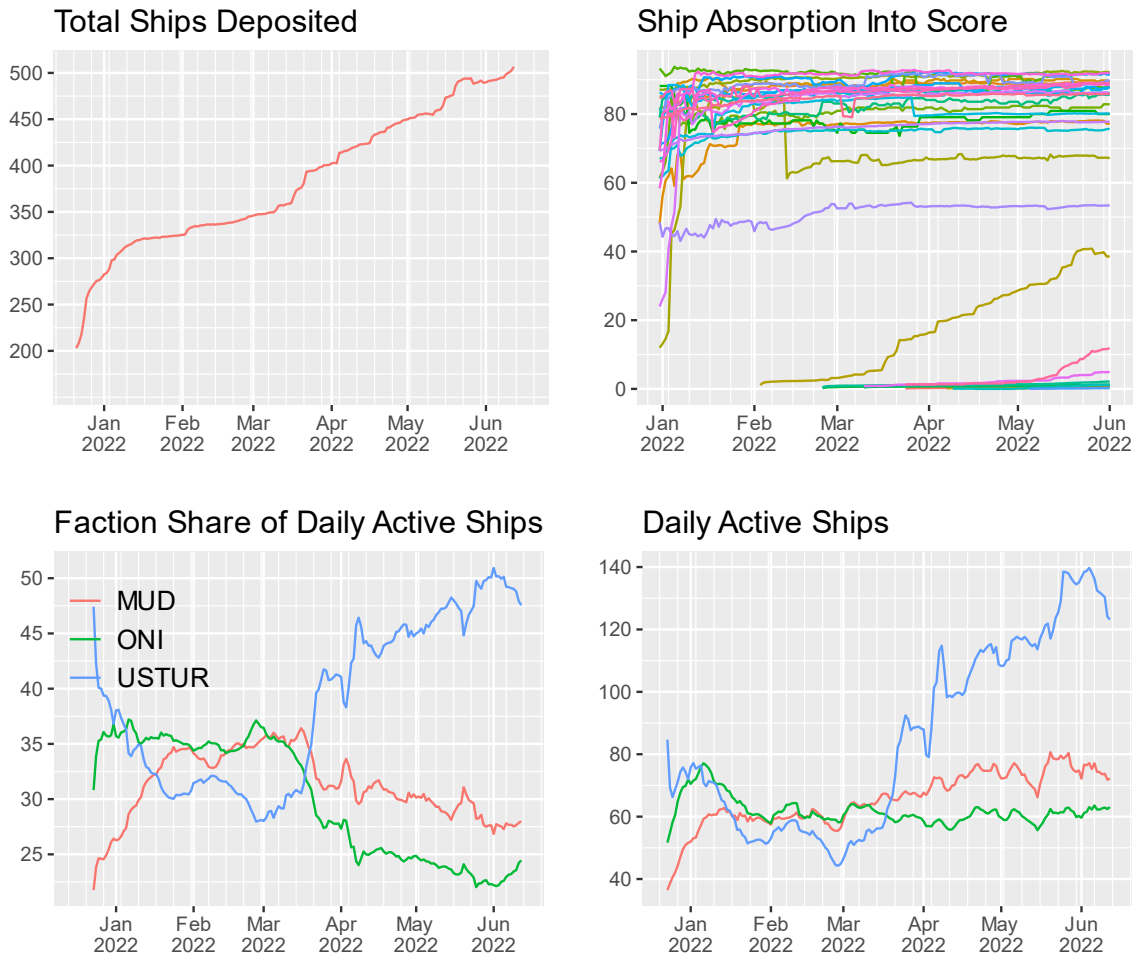 Total Ships Deposited
500
450
400
350
300
250
200
Jan Feb Mar Apr May Jun
2022 2022 2022 2022 2022 2022
Ship Absorption Into Score
80
60
40
20
0
Jan Feb Mar Apr May Jun
2022 2022 2022 2022 2022 2022
Faction Share of Daily Active Ships
50
45
40
35
30
25
MUD
ONI
USTUR
Jan Feb Mar Apr May Jun
2022 2022 2022 2022 2022 2022
Daily Active Ships
140
120
100
80
60
40
Jan Feb Mar Apr May Jun
2022 2022 2022 2022 2022 2022